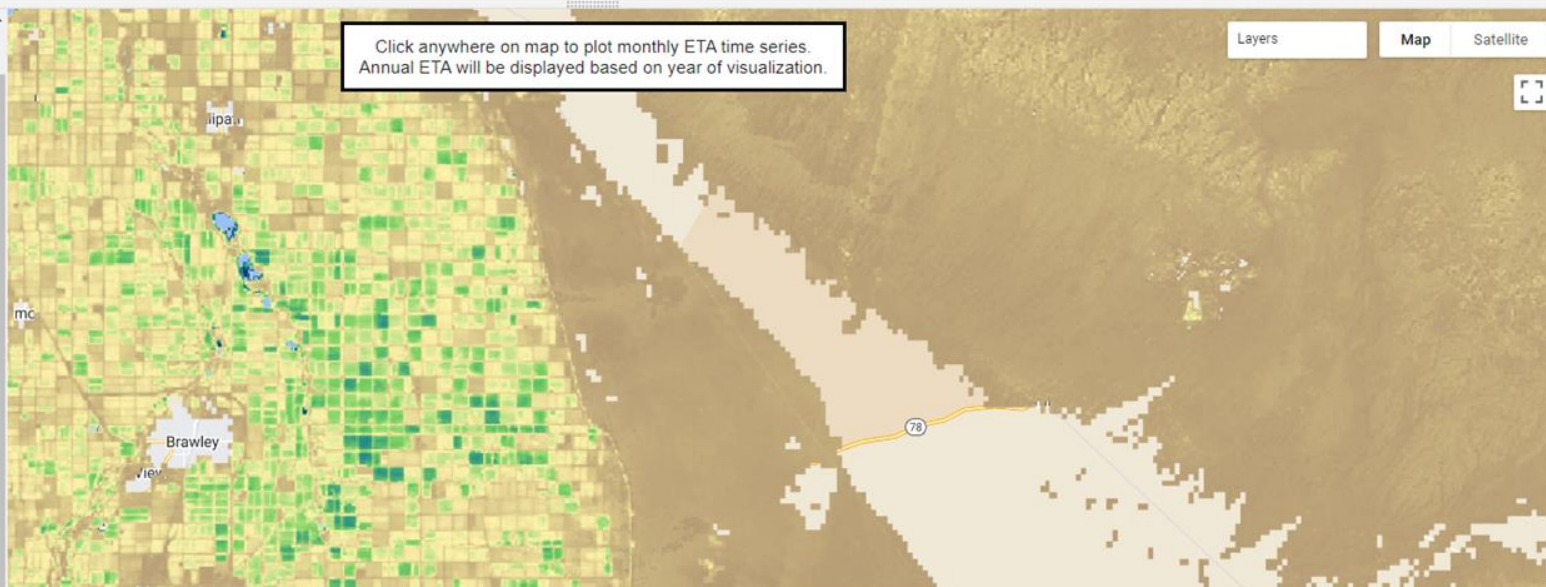 Click anywhere on map to plot monthly ETA time series.
Annual ETA will be displayed based on year of visualization.
Layers
Map
Satellite
Brawley
78